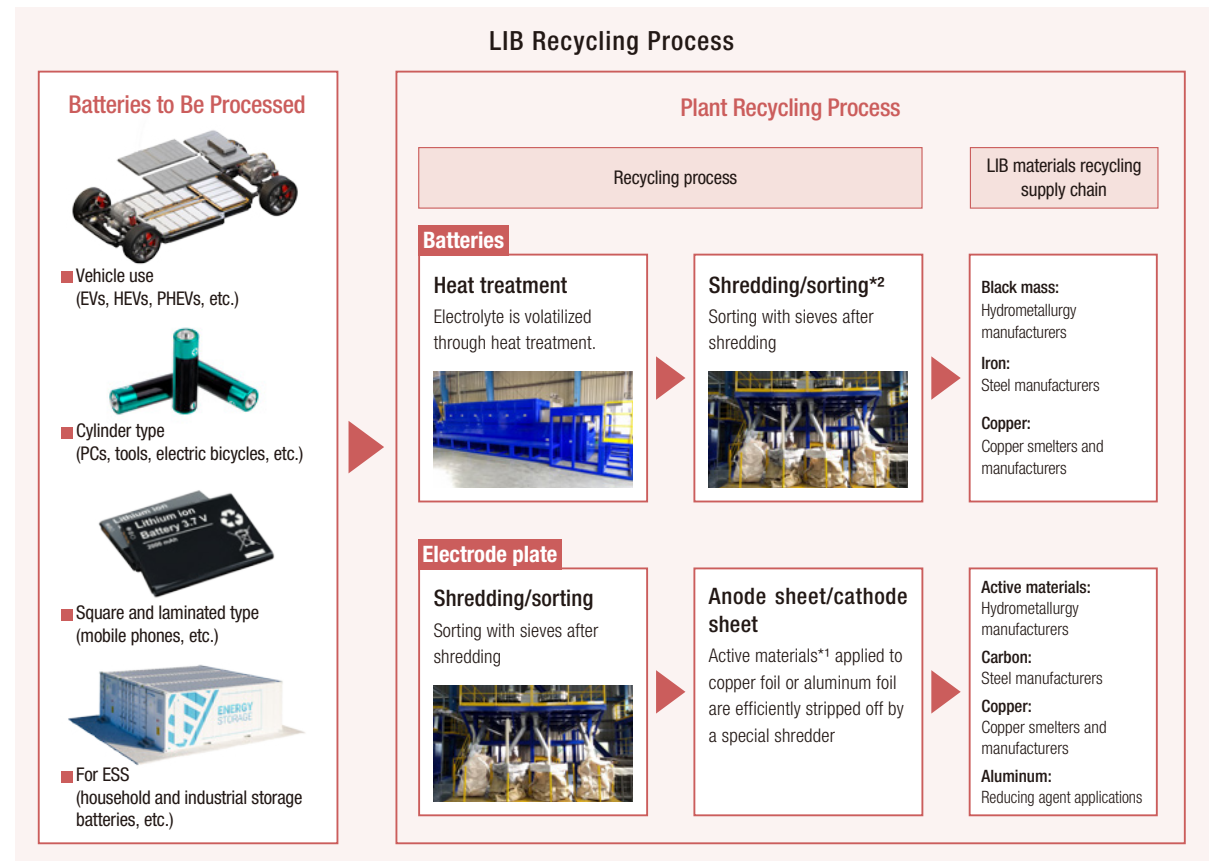 LIB Recycling Process
Batteries to Be Processed
Vehicle use
(EVs, HEVs, PHEVs, etc.)
Cylinder type
(PCs, tools, electric bicycles, etc.)
Lithium ion
Lithium ion
Battery 3.7 V
Square and laminated type
(mobile phones, etc.)
ENERGY
STORAGE
For ESS
(household and industrial storage
batteries, etc.)
Plant Recycling Process
Recycling process
LIB materials recycling
supply chain
Batteries
Heat treatment
Electrolyte is volatilized
through heat treatment.
Shredding/sorting*2
Sorting with sieves after
shredding
Black mass:
Hydrometallurgy
manufacturers
Iron:
Steel manufacturers
Copper:
Copper smelters and
manufacturers
Electrode plate
Shredding/sorting
Sorting with sieves after
shredding
Anode sheet/cathode
sheet
Active materials*1 applied to
copper foil or aluminum foil
are efficiently stripped off by
a special shredder
Active materials:
Hydrometallurgy
manufacturers
Carbon:
Steel manufacturers
Copper:
Copper smelters and
manufacturers
Aluminum:
Reducing agent applications